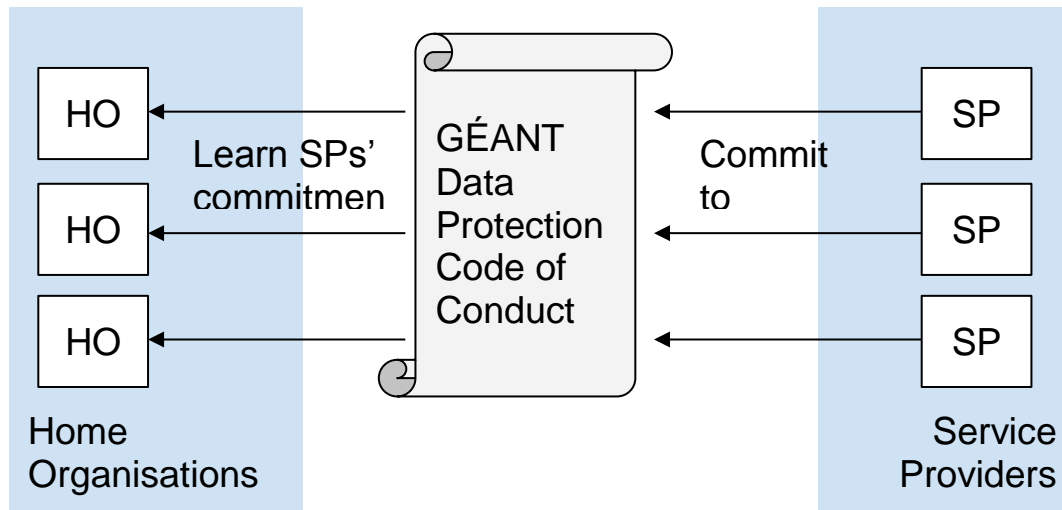 HO
HO
HO
Home
Organisations
Learn SPs’
commitmen
GÉANT
Data
Protection
Code of
Conduct
Commit
to
SP
SP
SP
Service
Providers